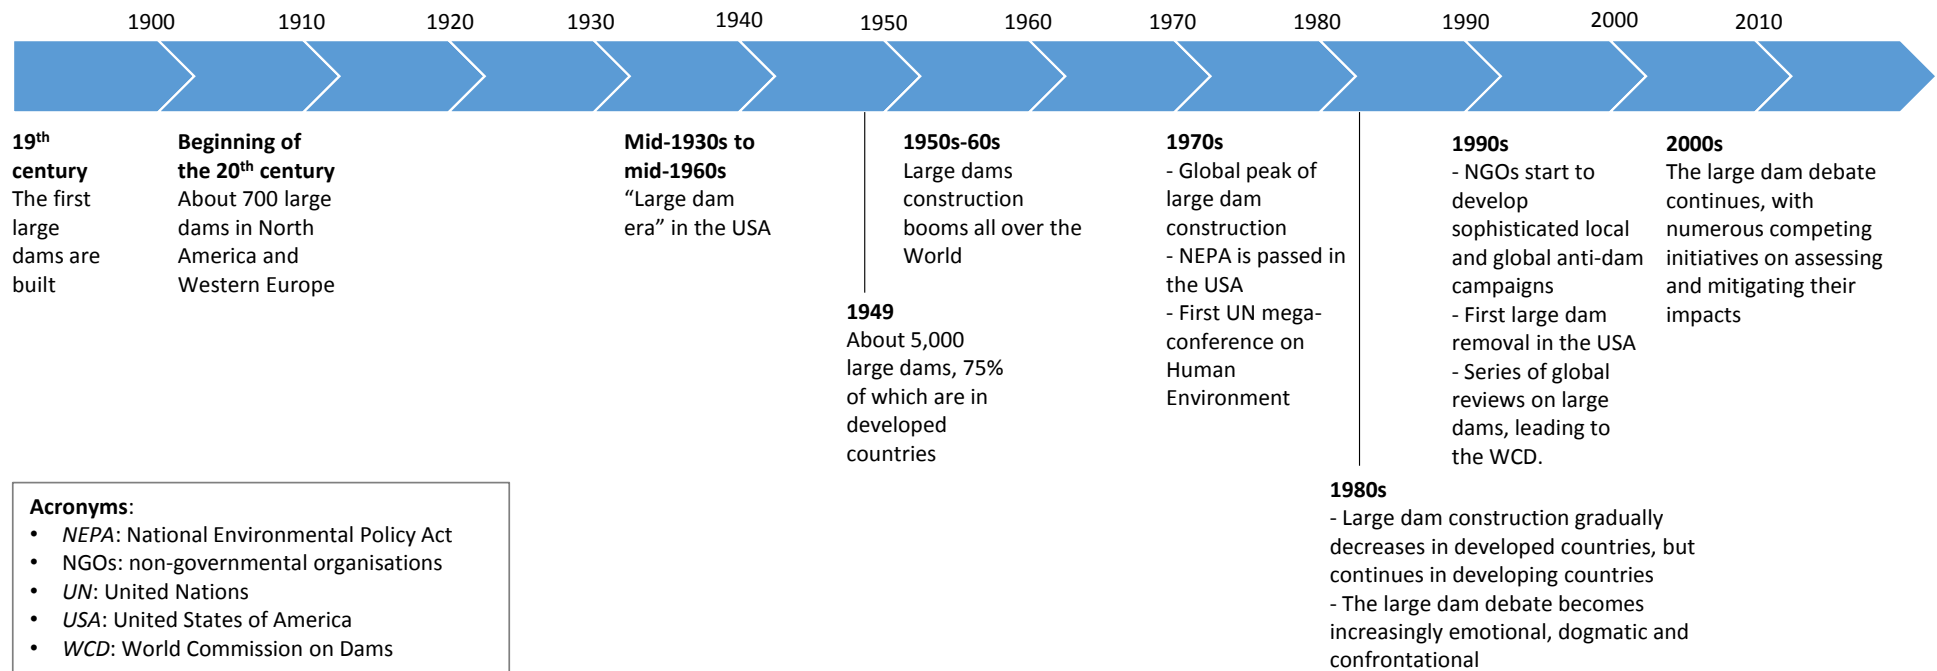 1900 1910 1920 1930 1940 1950 1960 1970 1980 1990 2000 2010
19th
century
The first
large
dams are
built
Beginning of
the 20th century
About 700 large
dams in North
America and
Western Europe
Mid-1930s to
mid-1960s
“Large dam
era” in the USA
1949
About 5,000
large dams, 75%
of which are in
developed
countries
1950s-60s
Large dams
construction
booms all over the
World
1970s
- Global peak of
large dam
construction
- NEPA is passed in
the USA
- First UN mega-
conference on
Human
Environment
1980s
- Large dam construction gradually
decreases in developed countries, but
continues in developing countries
- The large dam debate becomes
increasingly emotional, dogmatic and
confrontational
1990s
- NGOs start to
develop
sophisticated local
and global anti-dam
campaigns
- First large dam
removal in the USA
- Series of global
reviews on large
dams, leading to
the WCD.
2000s
The large dam debate
continues, with
numerous competing
initiatives on assessing
and mitigating their
impacts
Acronyms:
• NEPA: National Environmental Policy Act
• NGOs: non-governmental organisations
• UN: United Nations
• USA: United States of America
• WCD: World Commission on Dams